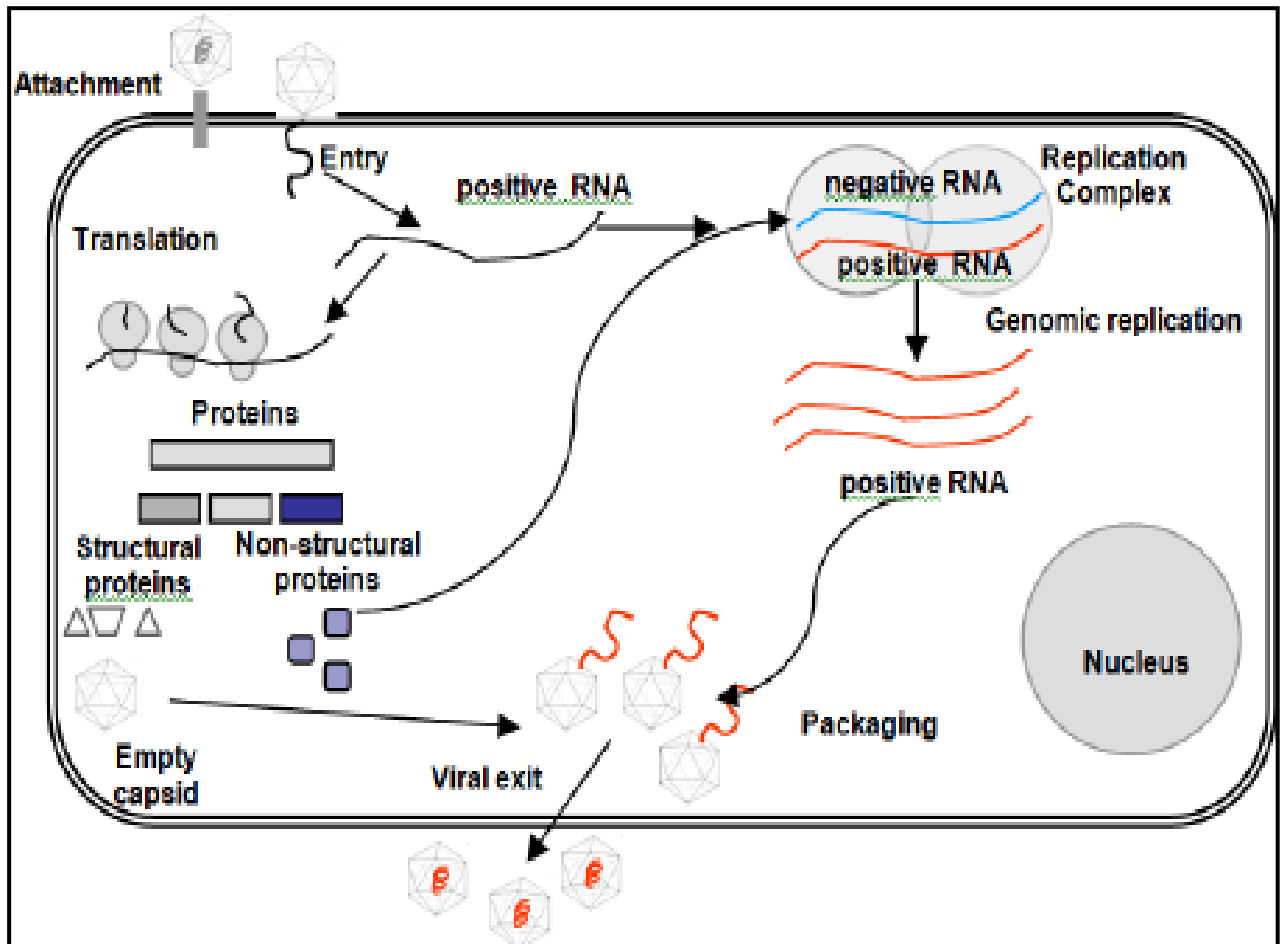 Attachment
Entry
positive RNA
Translation
negative RNA
positive RNA
Replication
Complex
Genomic replication
positive RNA
Proteins
Structural
proteins
Non-structural
proteins
Empty
capsid
Viral exit
Packaging
Nucleus